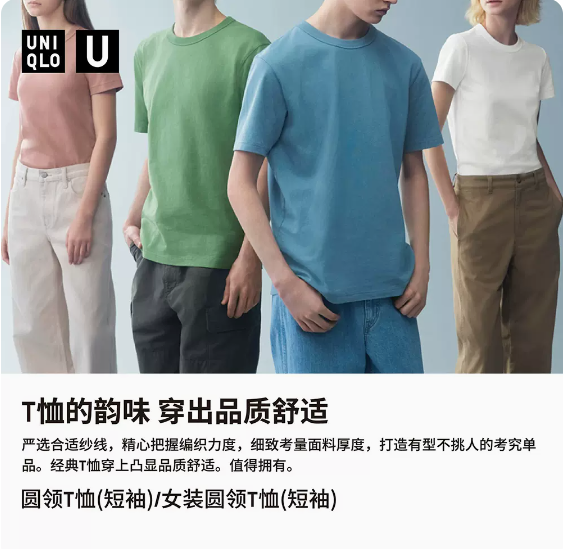 UNI
QLO
U
T恤的韵味 穿出品质舒适
严选合适纱线，精心把握编织力度，细致考量面料厚度，打造有型不挑人的考究单
品。经典T恤穿上凸显品质舒适。值得拥有。
圆领T恤(短袖)/女装圆领T恤(短袖)